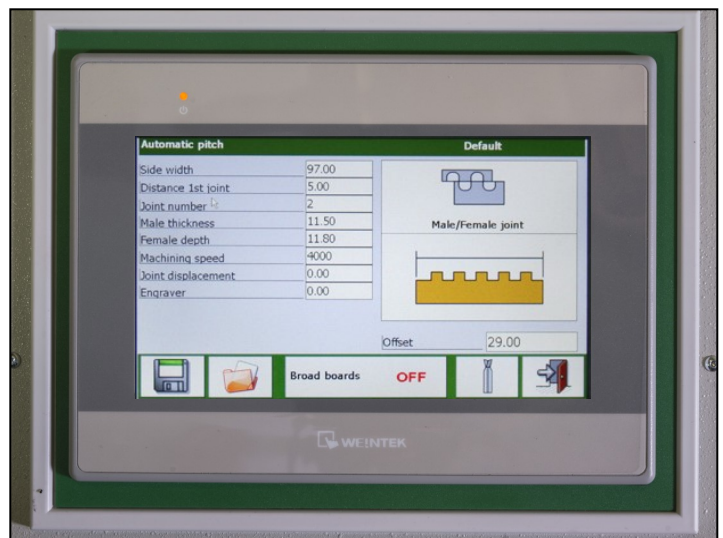 Automatic pitch Default
Side width 97.00
Distance 1st joint 5.00
Joint number 2
Male thickness 11.50
Female depth 11.80
Machining speed 4000
Joint displacement 0.00
Engraver 0.00
Male/Female joint
Offset 29.00
Broad boards OFF
WEINTEK